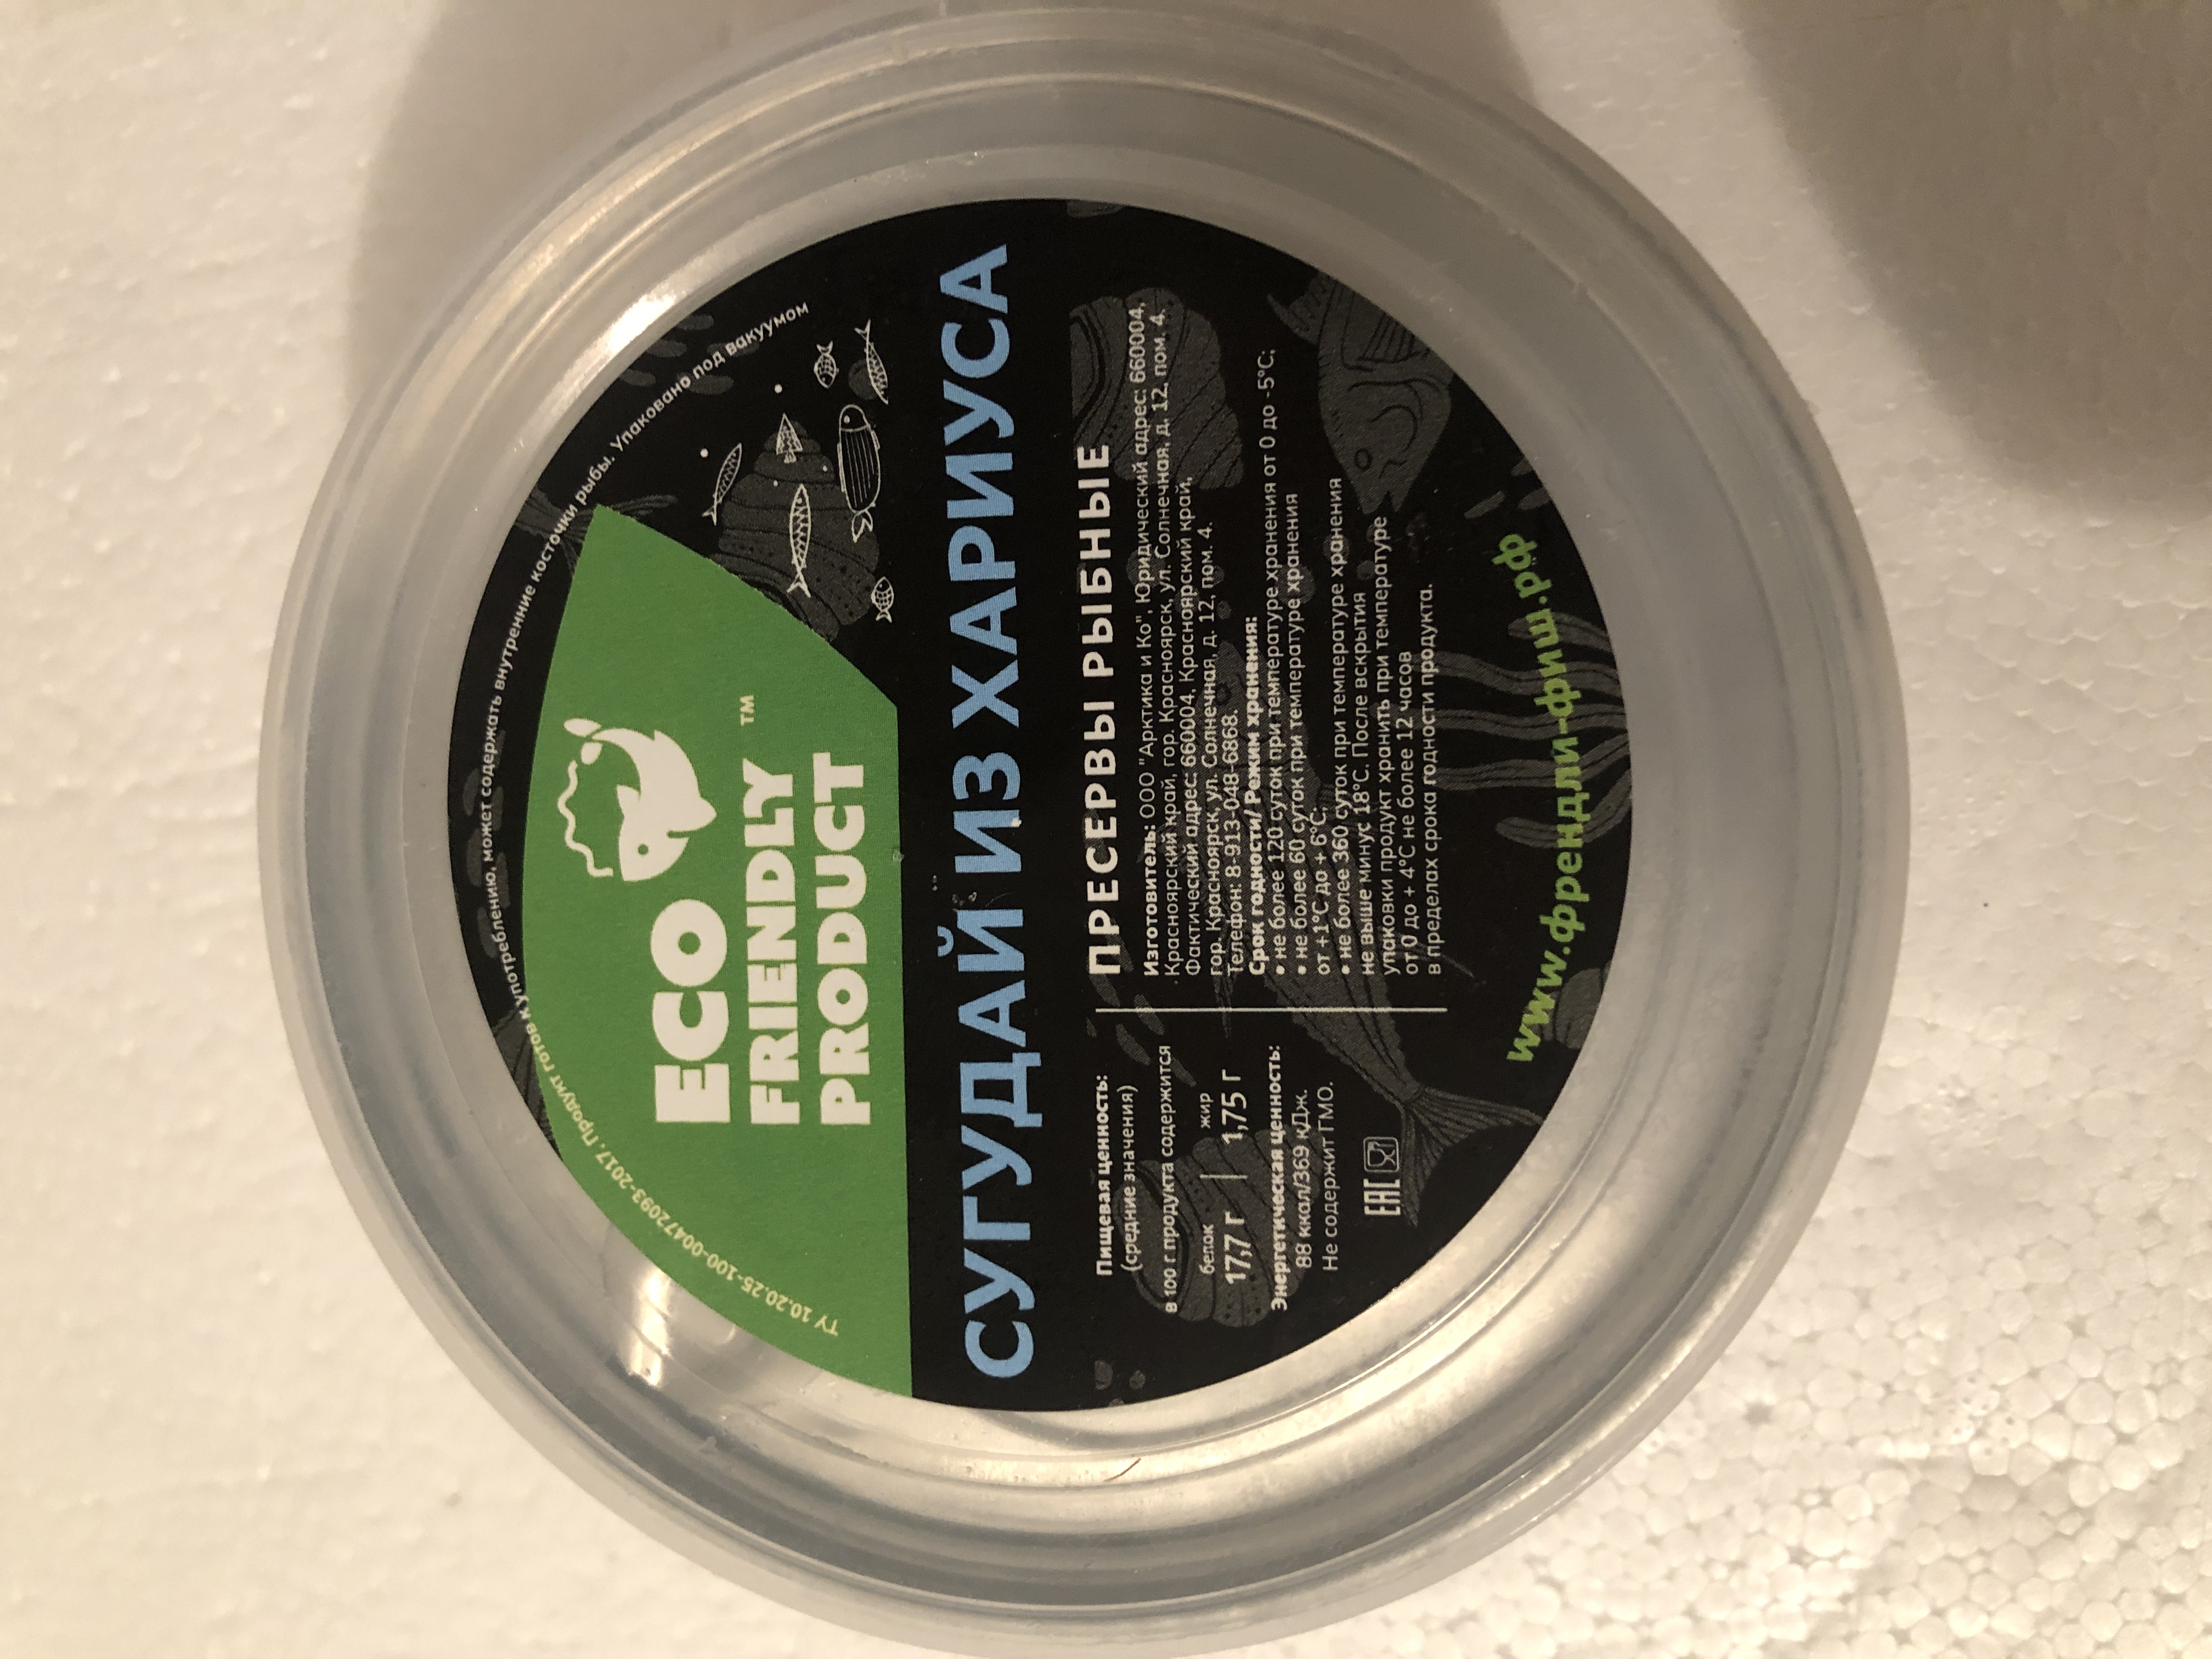 ТУ 10.20.25-100-00472093-2017. Продукт готов к употреблению, может содержать внутренние косточки рыбы. Упаковано под вакуумом
ECO
FRIENDLY ™
PRODUCT
СУГУДАЙ ИЗ ХАРИУСА
Пищевая ценность:
(средние значения)
в 100 г продукта содержится
белок жир
17,7 г | 1,75 г
Энергетическая ценность:
88 ккал/369 кДж.
Не содержит ГМО.
EAC
ПРЕСЕРВЫ РЫБНЫЕ
Изготовитель: ООО "Арктика и Ко", Юридический адрес: 660004,
Красноярский край, гор. Красноярск, ул. Солнечная, д. 12, пом. 4,
Фактический адрес: 660004, Красноярский край,
гор. Красноярск, ул. Солнечная, д. 12, пом. 4.
Телефон: 8-913-048-6868.
Срок годности/ Режим хранения:
• не более 120 суток при температуре хранения от 0 до -5°С;
• не более 60 суток при температуре хранения
от +1°С до + 6°С;
• не более 360 суток при температуре хранения
не выше минус 18°С. После вскрытия
упаковки продукт хранить при температуре
от 0 до + 4°С не более 12 часов
в пределах срока годности продукта.
www.френдли-фиш.рф